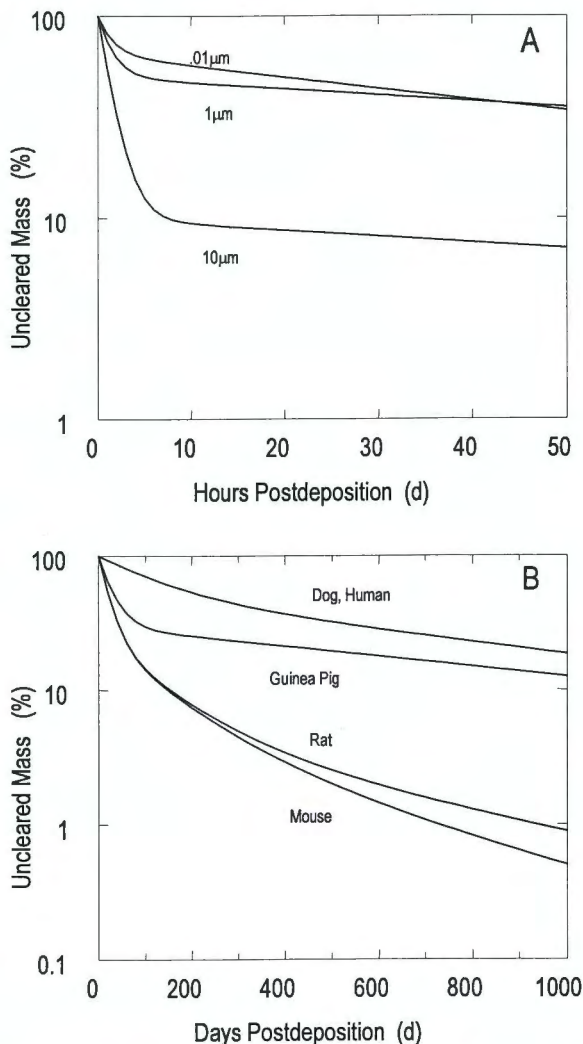 100
A
.01µm
1µm
10
10µm
1
Uncleared Mass (%)
0 10 20 30 40 50
Hours Postdeposition (d)
100
B
Dog, Human
Guinea Pig
10
Rat
1
Mouse
0.1
Uncleared Mass (%)
0 200 400 600 800 1000
Days Postdeposition (d)